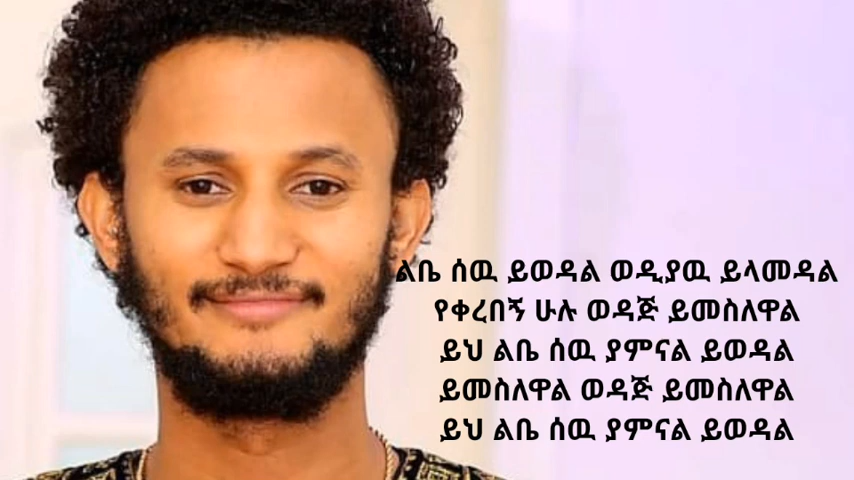 ልቤ ሰዉ ይወዳል ወዲያዉ ይላመዳል
የቀረበኝ ሁሉ ወዳጅ ይመስለዋል
ይህ ልቤ ሰዉ ያምናል ይወዳል
ይመስለዋል ወዳጅ ይመስለዋል
ይህ ልቤ ሰዉ ያምናል ይወዳል